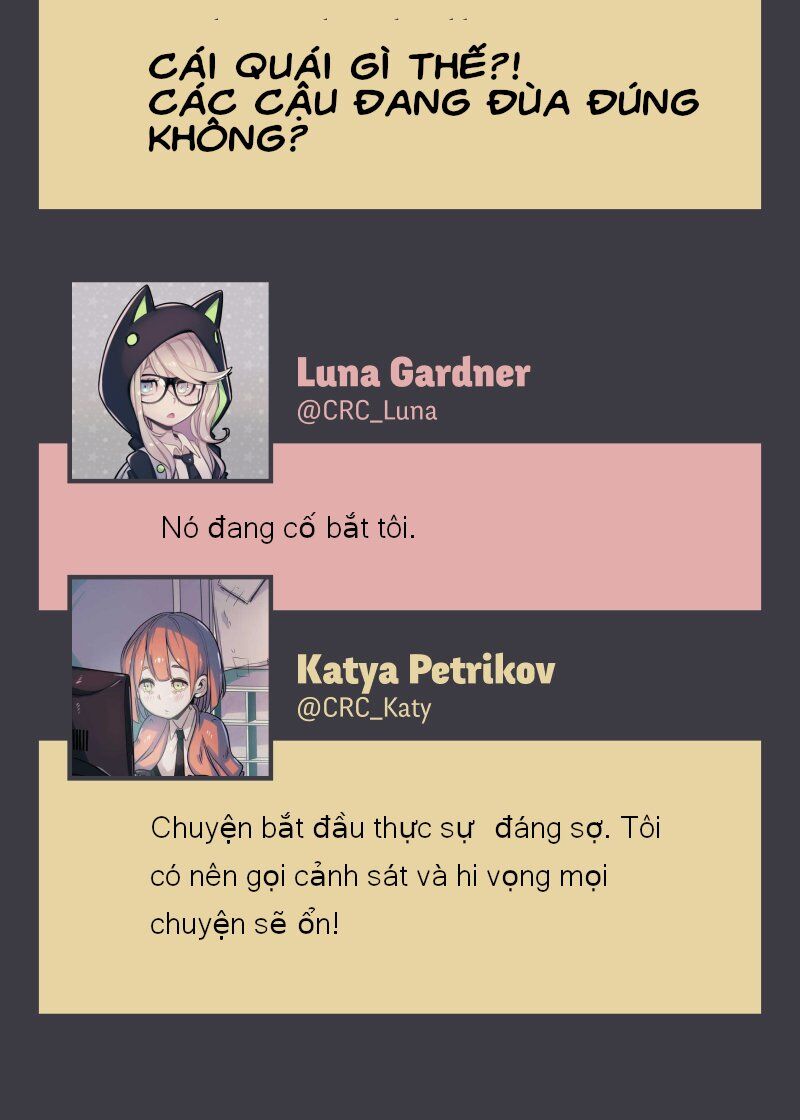 CÁI QUÁI GÌ THẾ?!
CÁC CẬU ĐANG ĐÙA ĐÚNG
KHÔNG?
Luna Gardner
@CRC_Luna
Nó đang cố bắt tôi.
Katya Petrikov
@CRC_Katy
Chuyện bắt đầu thực sự đáng sợ. Tôi
có nên gọi cảnh sát và hi vọng mọi
chuyện sẽ ổn!